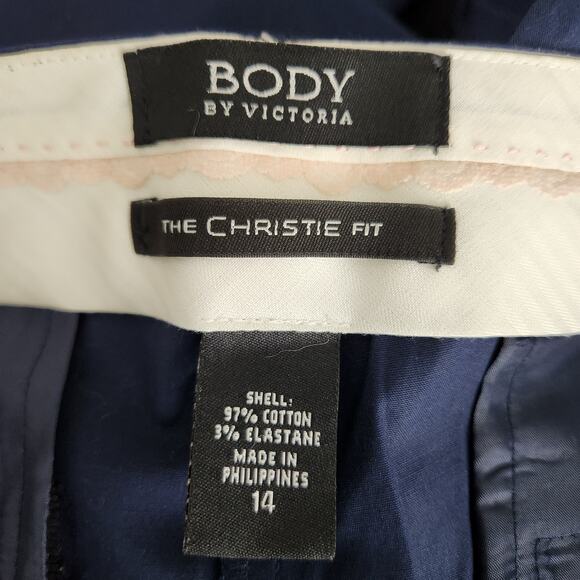 BODY
BY VICTORIA
THE CHRISTIE FIT
SHELL:
97% COTTON
3% ELASTANE
MADE IN
PHILIPPINES
14